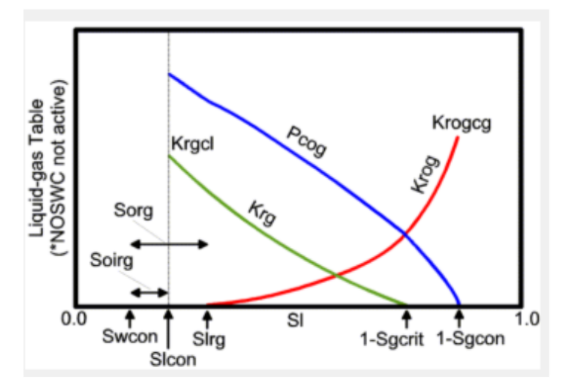 Liquid-gas Table
(*NOSWC not active)
Krogcg
Pcog
Krgcl
Krog
Krg
Sorg
Soirg
0.0
Sl
1.0
Swcon
Slrg
1-Sgcrit
1-Sgcon
Slcon